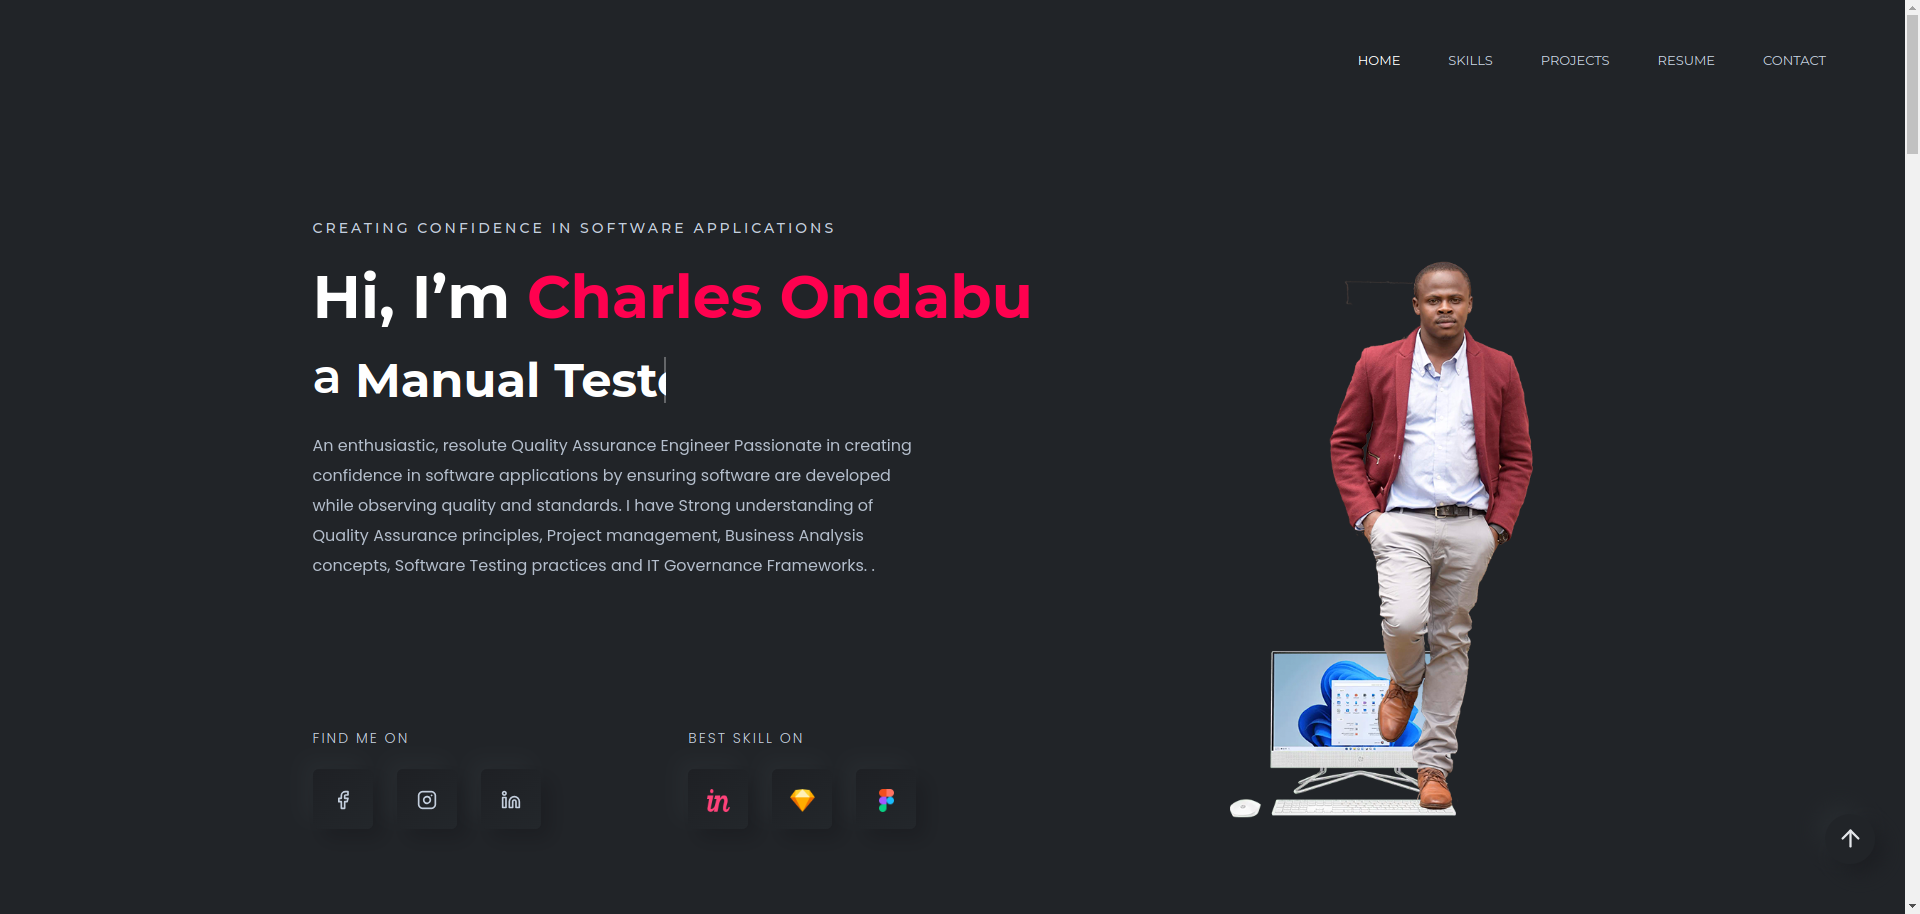 HOME
SKILLS
PROJECTS
RESUME
CONTACT
CREATING CONFIDENCE IN SOFTWARE APPLICATIONS
Hi, I’m Charles Ondabu
a Manual Teste
An enthusiastic, resolute Quality Assurance Engineer Passionate in creating
confidence in software applications by ensuring software are developed
while observing quality and standards. I have Strong understanding of
Quality Assurance principles, Project management, Business Analysis
concepts, Software Testing practices and IT Governance Frameworks. .
FIND ME ON
BEST SKILL ON
in
in